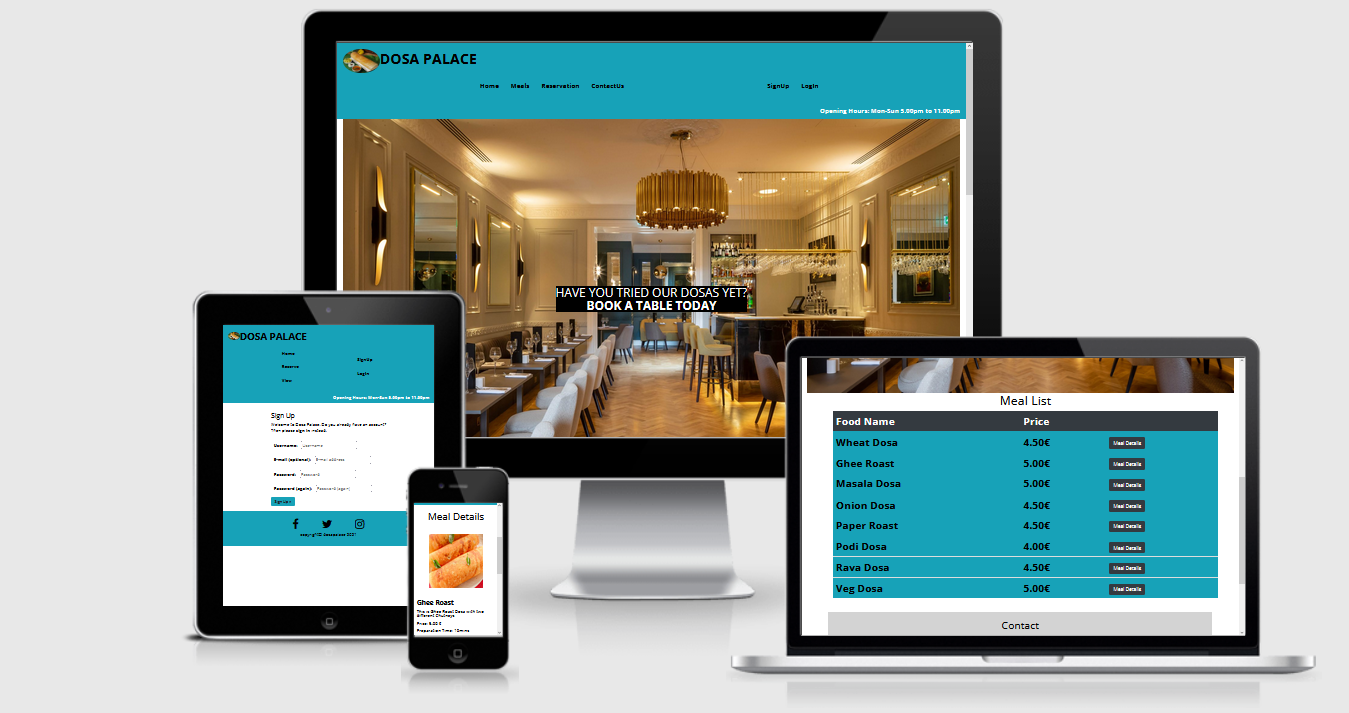 DOSA PALACE
Home Meals Reservation ContactUs SignUp Login
Opening Hours: Mon-Sun 5.00pm to 11.00pm
HAVE YOU TRIED OUR DOSAS YET?
BOOK A TABLE TODAY
DOSA PALACE
Home
SignUp
Reserve
Login
View
Opening Hours: Mon-Sun 5.00pm to 11.00pm
Sign Up
Welcome to Dosa Palace. Do you already have an account?
Then please sign in instead.
Username: Username
E-mail (optional): E-mail address
Password: Password
Password (again): Password (again)
Sign Up »
Meal Details
Ghee Roast
This is Ghee Roast Dosa with
different Chutneys
Price: 5.00 €
Preparation Time: 10mins
Meal List
Food Name Price
Wheat Dosa 4.50€ Meal Details
Ghee Roast 5.00€ Meal Details
Masala Dosa 5.00€ Meal Details
Onion Dosa 4.50€ Meal Details
Paper Roast 4.50€ Meal Details
Podi Dosa 4.00€ Meal Details
Rava Dosa 4.50€ Meal Details
Veg Dosa 5.00€ Meal Details
Contact